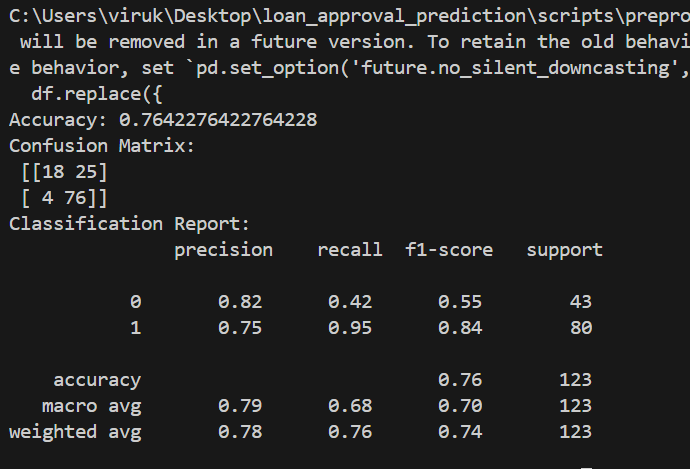 C:\Users\viruk\Desktop\loan_approval_prediction\scripts\prepro
will be removed in a future version. To retain the old behavi
e behavior, set `pd.set_option('future.no_silent_downcasting',
df.replace({
Accuracy: 0.7642276422764228
Confusion Matrix:
[[18 25]
[ 4 76]]
Classification Report:
precision recall f1-score support
0 0.82 0.42 0.55 43
1 0.75 0.95 0.84 80
accuracy 0.76 123
macro avg 0.79 0.68 0.70 123
weighted avg 0.78 0.76 0.74 123